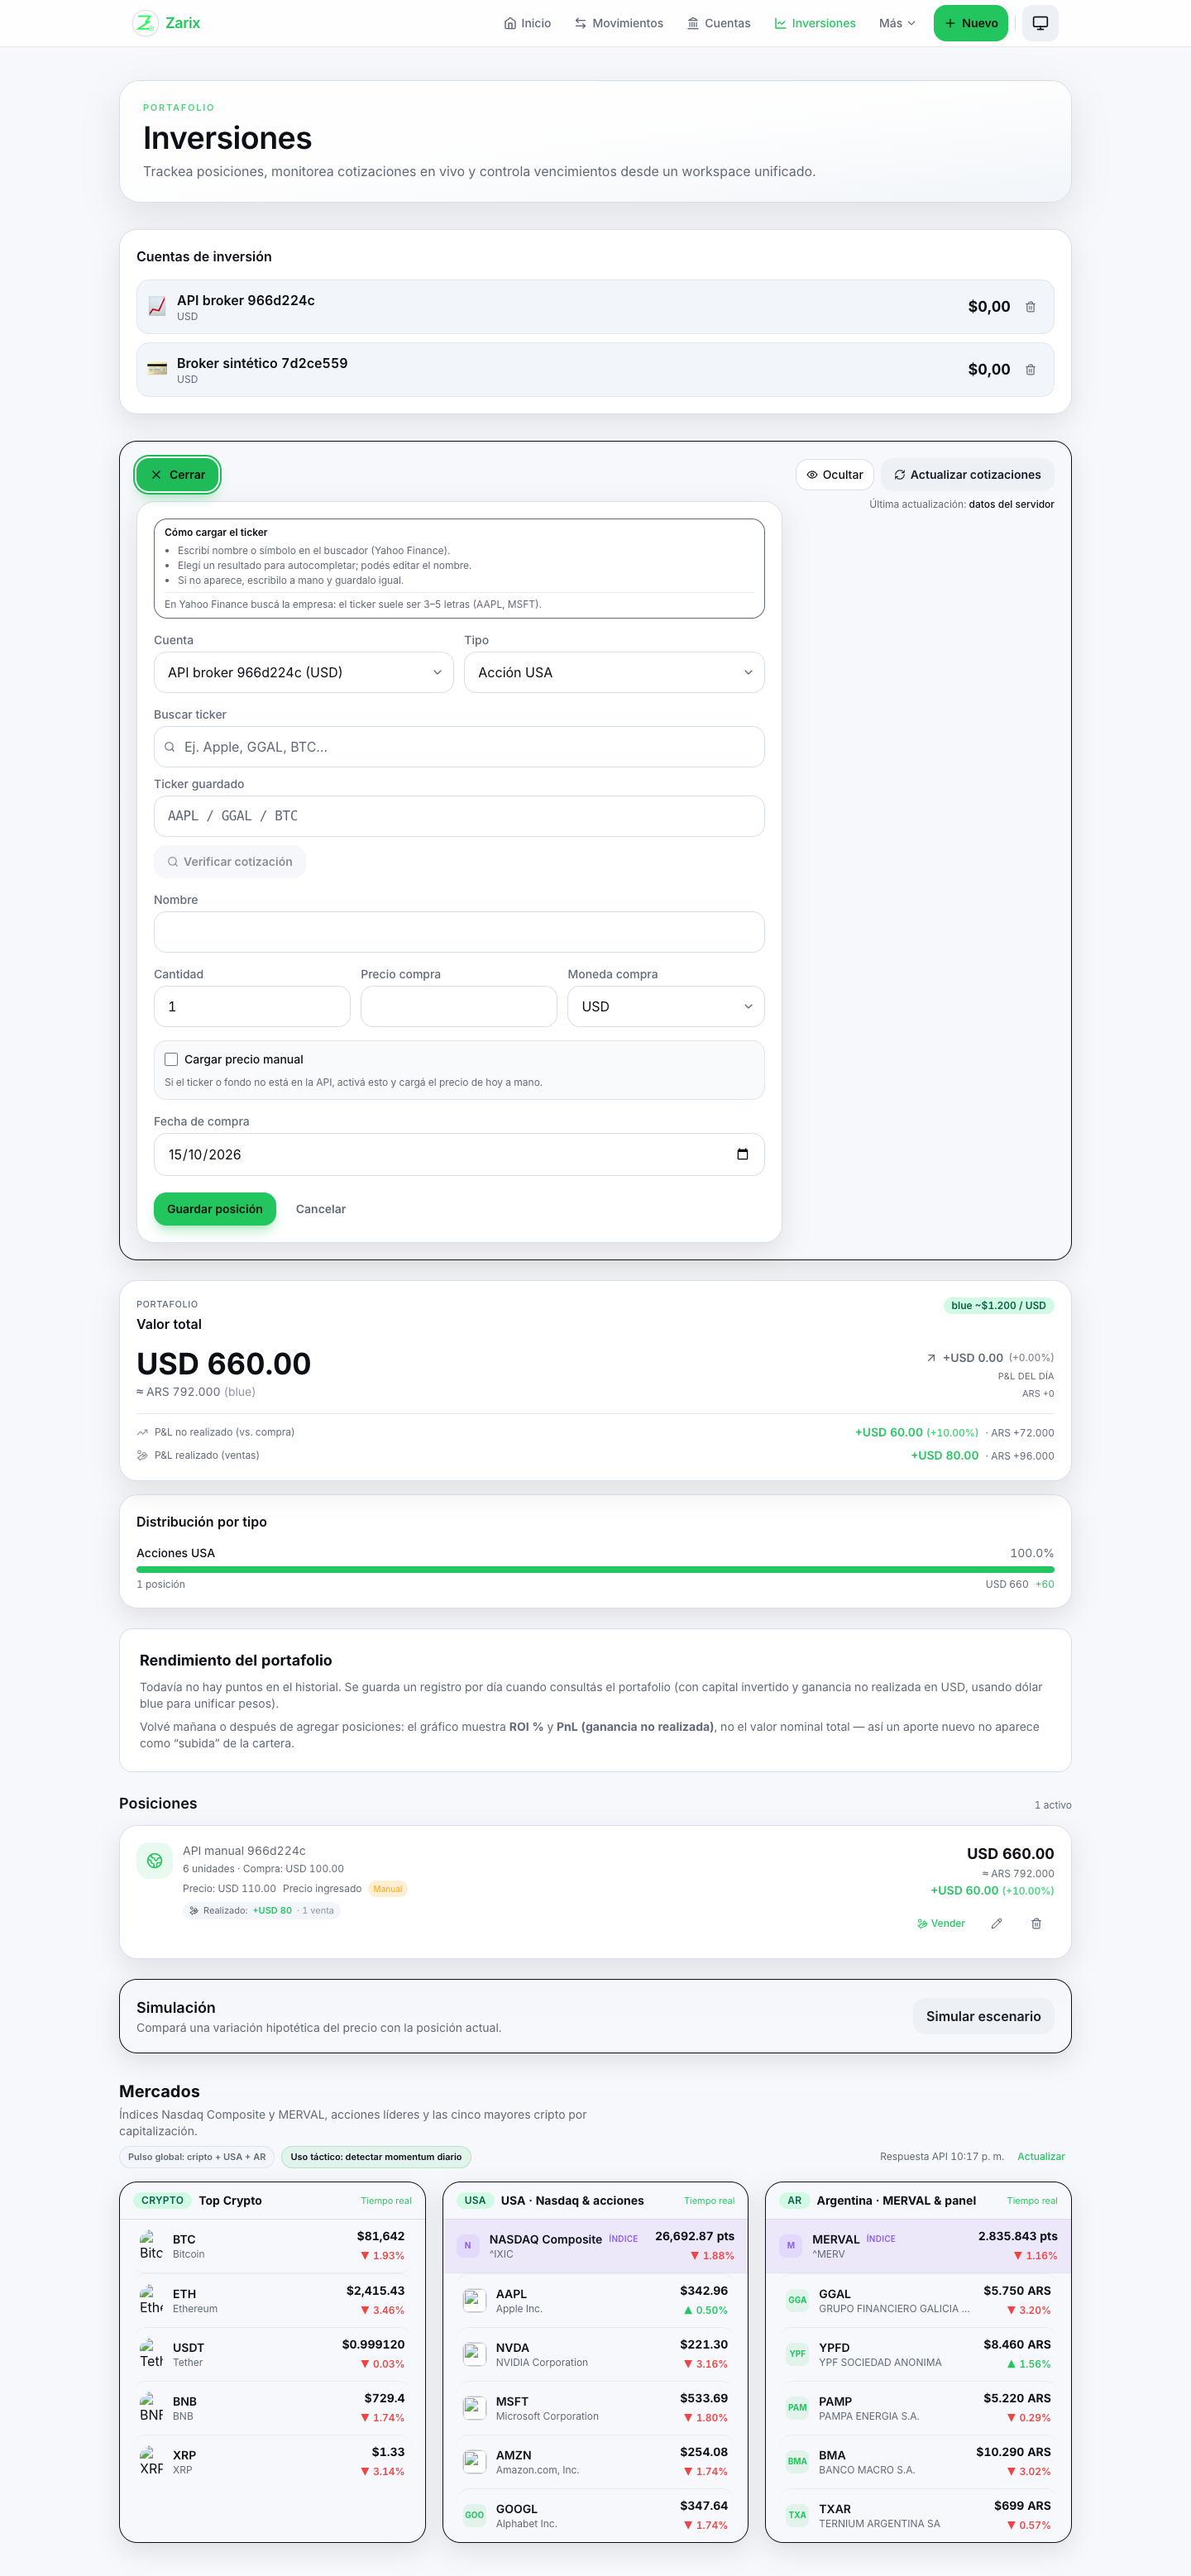 Zarix
Inicio
Movimientos
Cuentas
Inversiones
Más
Nuevo
PORTAFOLIO
Inversiones
Trackea posiciones, monitorea cotizaciones en vivo y controla vencimientos desde un workspace unificado.
Cuentas de inversión
API broker 966d224c
USD
$0,00
Broker sintético 7d2ce559
USD
$0,00
Cerrar
Ocultar
Actualizar cotizaciones
Última actualización: datos del servidor
Cómo cargar el ticker
• Escribí nombre o símbolo en el buscador (Yahoo Finance).
• Elegí un resultado para autocompletar; podés editar el nombre.
• Si no aparece, escribilo a mano y guardalo igual.
En Yahoo Finance buscá la empresa: el ticker suele ser 3–5 letras (AAPL, MSFT).
Cuenta
Tipo
API broker 966d224c (USD)
Acción USA
Buscar ticker
Ej. Apple, GGAL, BTC...
Ticker guardado
AAPL / GGAL / BTC
Verificar cotización
Nombre
Cantidad
Precio compra
Moneda compra
1
USD
Cargar precio manual
Si el ticker o fondo no está en la API, activá esto y cargá el precio de hoy a mano.
Fecha de compra
15/10/2026
Guardar posición
Cancelar
PORTAFOLIO
Valor total
blue ~$1.200 / USD
USD 660.00
≈ ARS 792.000 (blue)
+USD 0.00 (+0.00%)
P&L DEL DÍA
ARS +0
P&L no realizado (vs. compra)
+USD 60.00 (+10.00%) · ARS +72.000
P&L realizado (ventas)
+USD 80.00 · ARS +96.000
Distribución por tipo
Acciones USA
100.0%
1 posición
USD 660 +60
Rendimiento del portafolio
Todavía no hay puntos en el historial. Se guarda un registro por día cuando consultás el portafolio (con capital invertido y ganancia no realizada en USD, usando dólar
blue para unificar pesos).
Volvé mañana o después de agregar posiciones: el gráfico muestra ROI % y PnL (ganancia no realizada), no el valor nominal total — así un aporte nuevo no aparece
como “subida” de la cartera.
Posiciones
1 activo
API manual 966d224c
6 unidades · Compra: USD 100.00
Precio: USD 110.00 Precio ingresado Manual
Realizado: +USD 80 · 1 venta
USD 660.00
≈ ARS 792.000
+USD 60.00 (+10.00%)
Vender
Simulación
Compará una variación hipotética del precio con la posición actual.
Simular escenario
Mercados
Índices Nasdaq Composite y MERVAL, acciones líderes y las cinco mayores cripto por
capitalización.
Pulso global: cripto + USA + AR
Uso táctico: detectar momentum diario
Respuesta API 10:17 p. m.
Actualizar
CRYPTO Top Crypto Tiempo real
Bitc
BTC
Bitcoin
$81,642
▼ 1.93%
Ethe
ETH
Ethereum
$2,415.43
▼ 3.46%
Teth
USDT
Tether
$0.999120
▼ 0.03%
BNB
BNB
BNB
$729.4
▼ 1.74%
XRP
XRP
XRP
$1.33
▼ 3.14%
USA USA · Nasdaq & acciones Tiempo real
N
NASDAQ Composite ÍNDICE
^IXIC
26,692.87 pts
▼ 1.88%
AAPL
Apple Inc.
$342.96
▲ 0.50%
NVDA
NVIDIA Corporation
$221.30
▼ 3.16%
MSFT
Microsoft Corporation
$533.69
▼ 1.80%
AMZN
Amazon.com, Inc.
$254.08
▼ 1.74%
GOO
GOOGL
Alphabet Inc.
$347.64
▼ 1.74%
AR Argentina · MERVAL & panel Tiempo real
M
MERVAL ÍNDICE
^MERV
2.835.843 pts
▼ 1.16%
GGA
GGAL
GRUPO FINANCIERO GALICIA ...
$5.750 ARS
▼ 3.20%
YPF
YPFD
YPF SOCIEDAD ANONIMA
$8.460 ARS
▲ 1.56%
PAM
PAMP
PAMPA ENERGIA S.A.
$5.220 ARS
▼ 0.29%
BMA
BMA
BANCO MACRO S.A.
$10.290 ARS
▼ 3.02%
TXA
TXAR
TERNIUM ARGENTINA SA
$699 ARS
▼ 0.57%